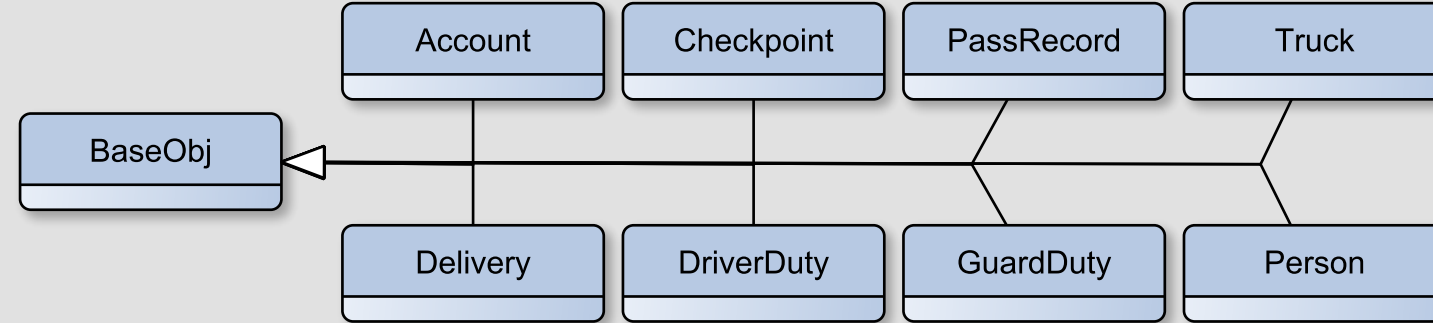 Account
Checkpoint
PassRecord
Truck
BaseObj
Delivery
DriverDuty
GuardDuty
Person